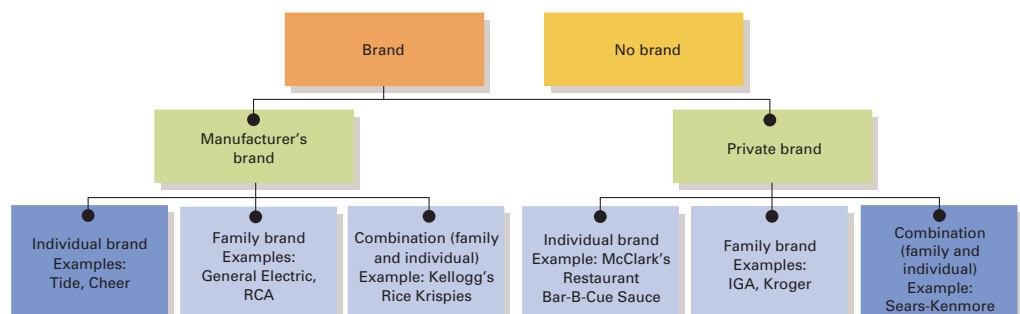 Brand
No brand
Manufacturer's
brand
Private brand
Individual brand
Examples:
Tide, Cheer
Family brand
Examples:
General Electric,
RCA
Combination (family
and individual)
Example: Kellogg's
Rice Krispies
Individual brand
Example: McClark's
Restaurant
Bar-B-Cue Sauce
Family brand
Examples:
IGA, Kroger
Combination
(family and
individual)
Example:
Sears-Kenmore